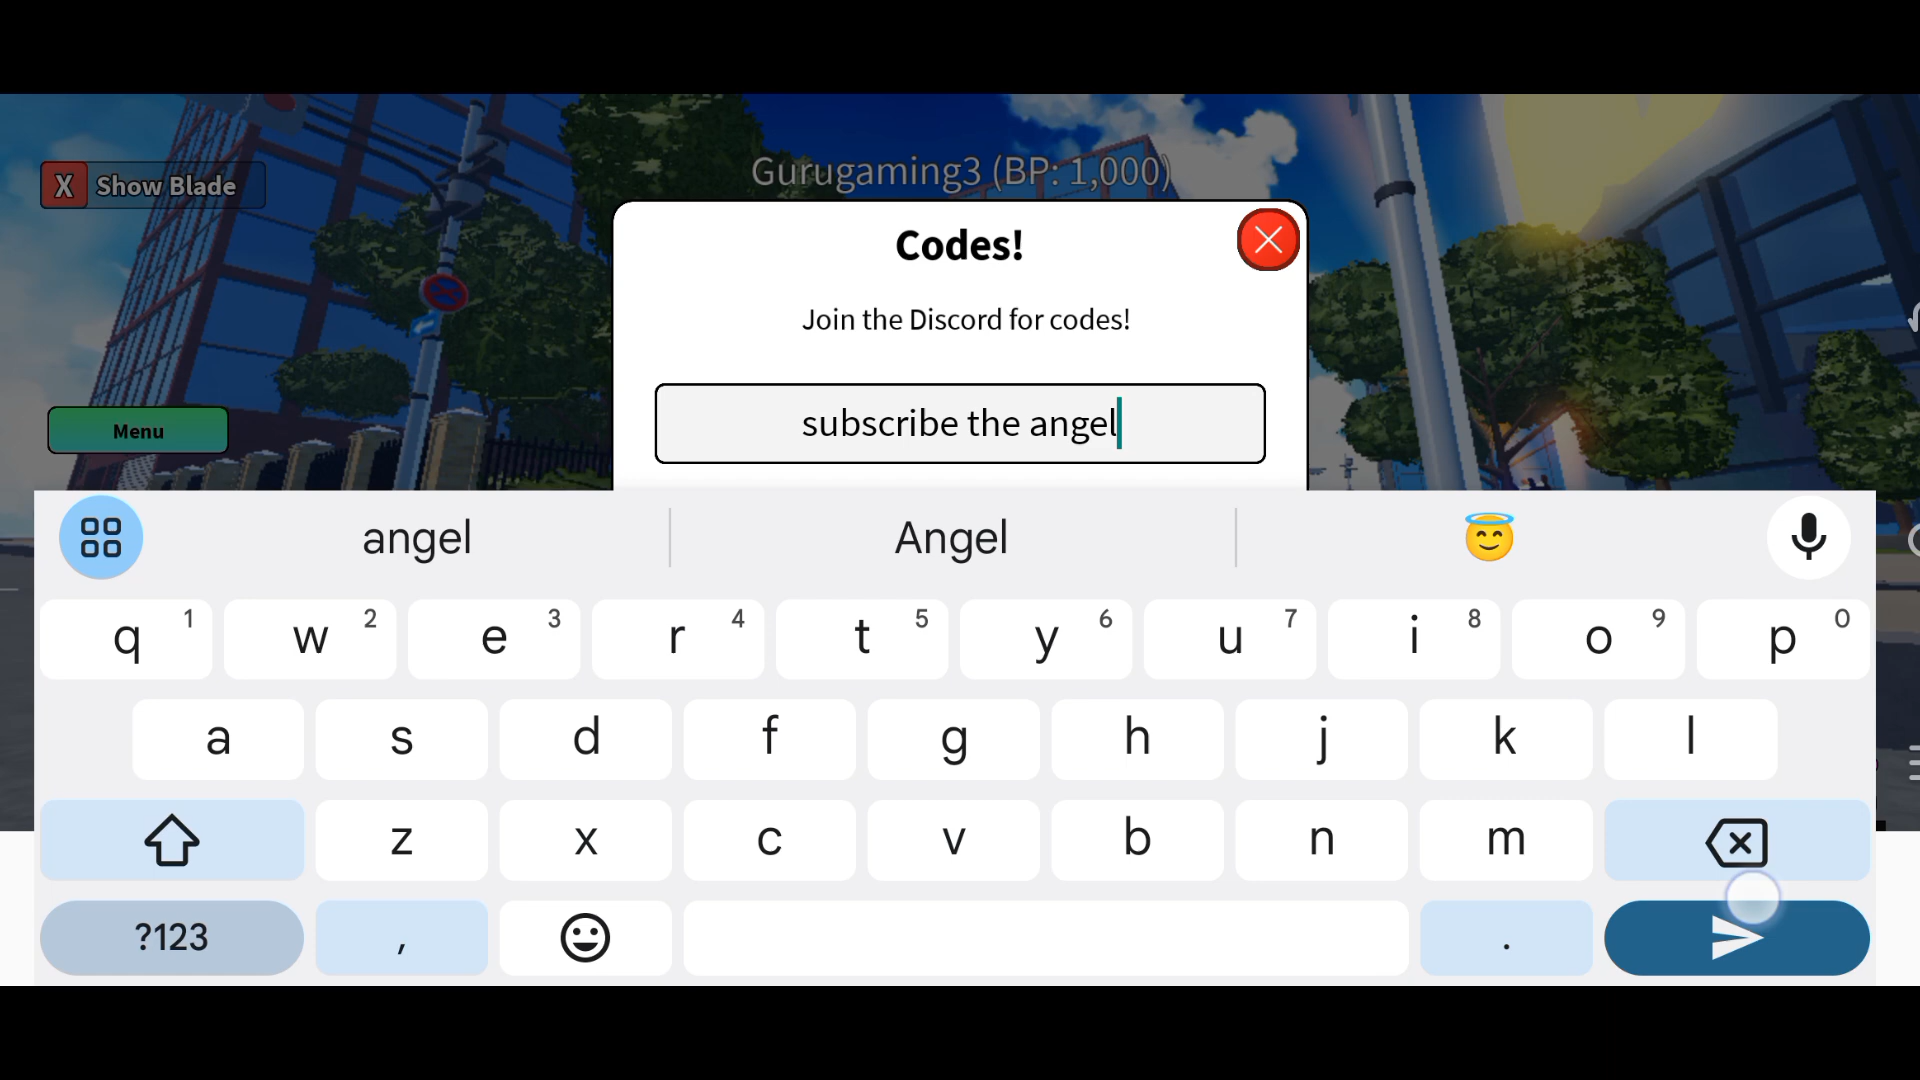 Gurugaming3 (BP: 1,000)
X Show Blade
Codes!
Join the Discord for codes!
subscribe the angel
Menu
angel Angel 😇
q 1 w 2 e 3 r 4 t 5 y 6 u 7 i 8 o 9 p 0
a s d f g h j k l
z x c v b n m
?123 , .